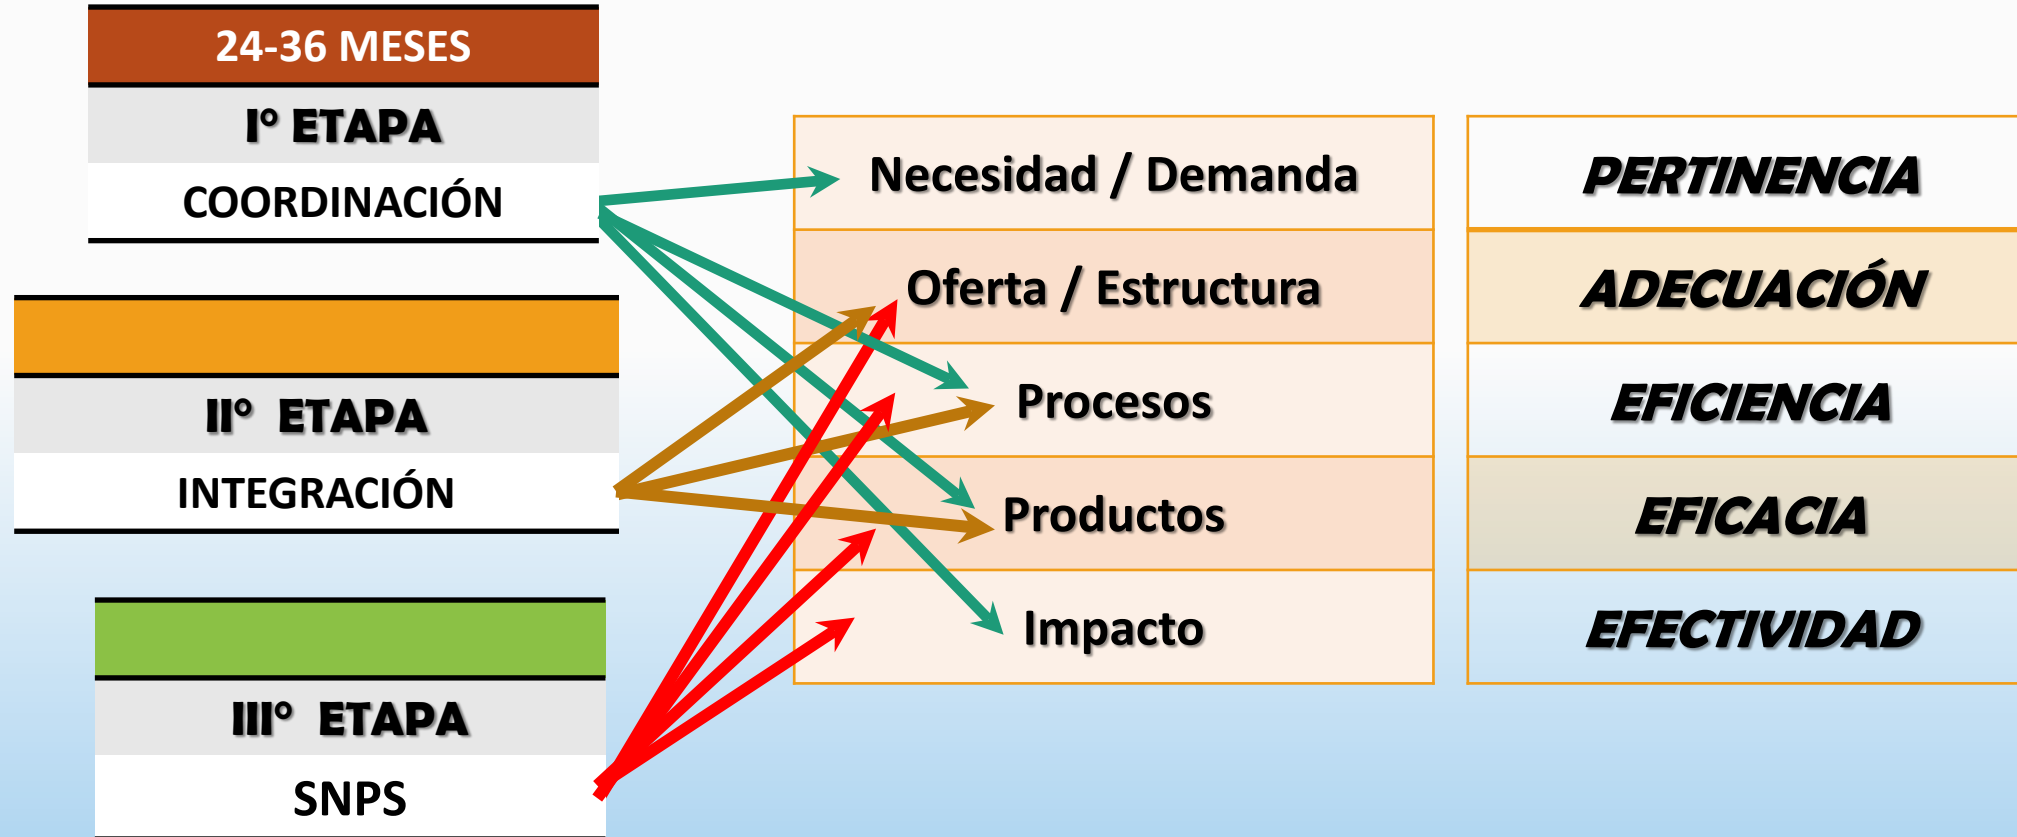 24-36 MESES
I° ETAPA
COORDINACIÓN
II° ETAPA
INTEGRACIÓN
III° ETAPA
SNPS
Necesidad / Demanda
Oferta / Estructura
Procesos
Productos
Impacto
PERTINENCIA
ADECUACIÓN
EFICIENCIA
EFICACIA
EFECTIVIDAD